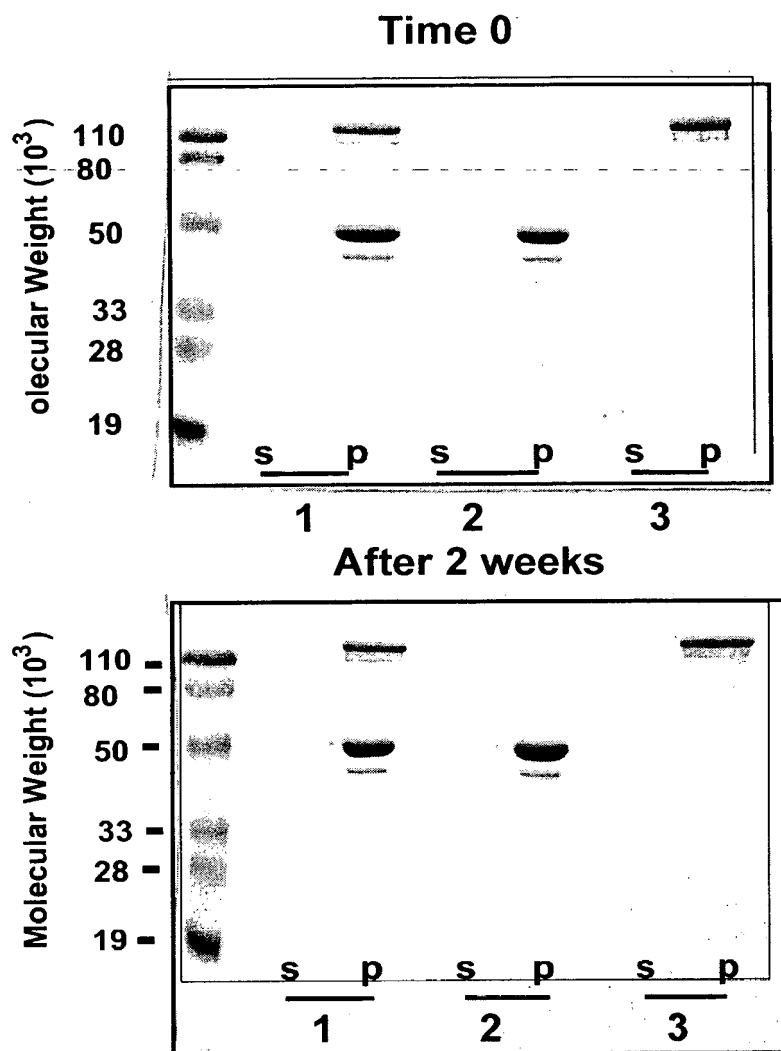 Time 0
olecular Weight (10³)
110
80
50
33
28
19
s p s p s p
1 2 3
After 2 weeks
Molecular Weight (10³)
110
80
50
33
28
19
s p s p s p
1 2 3